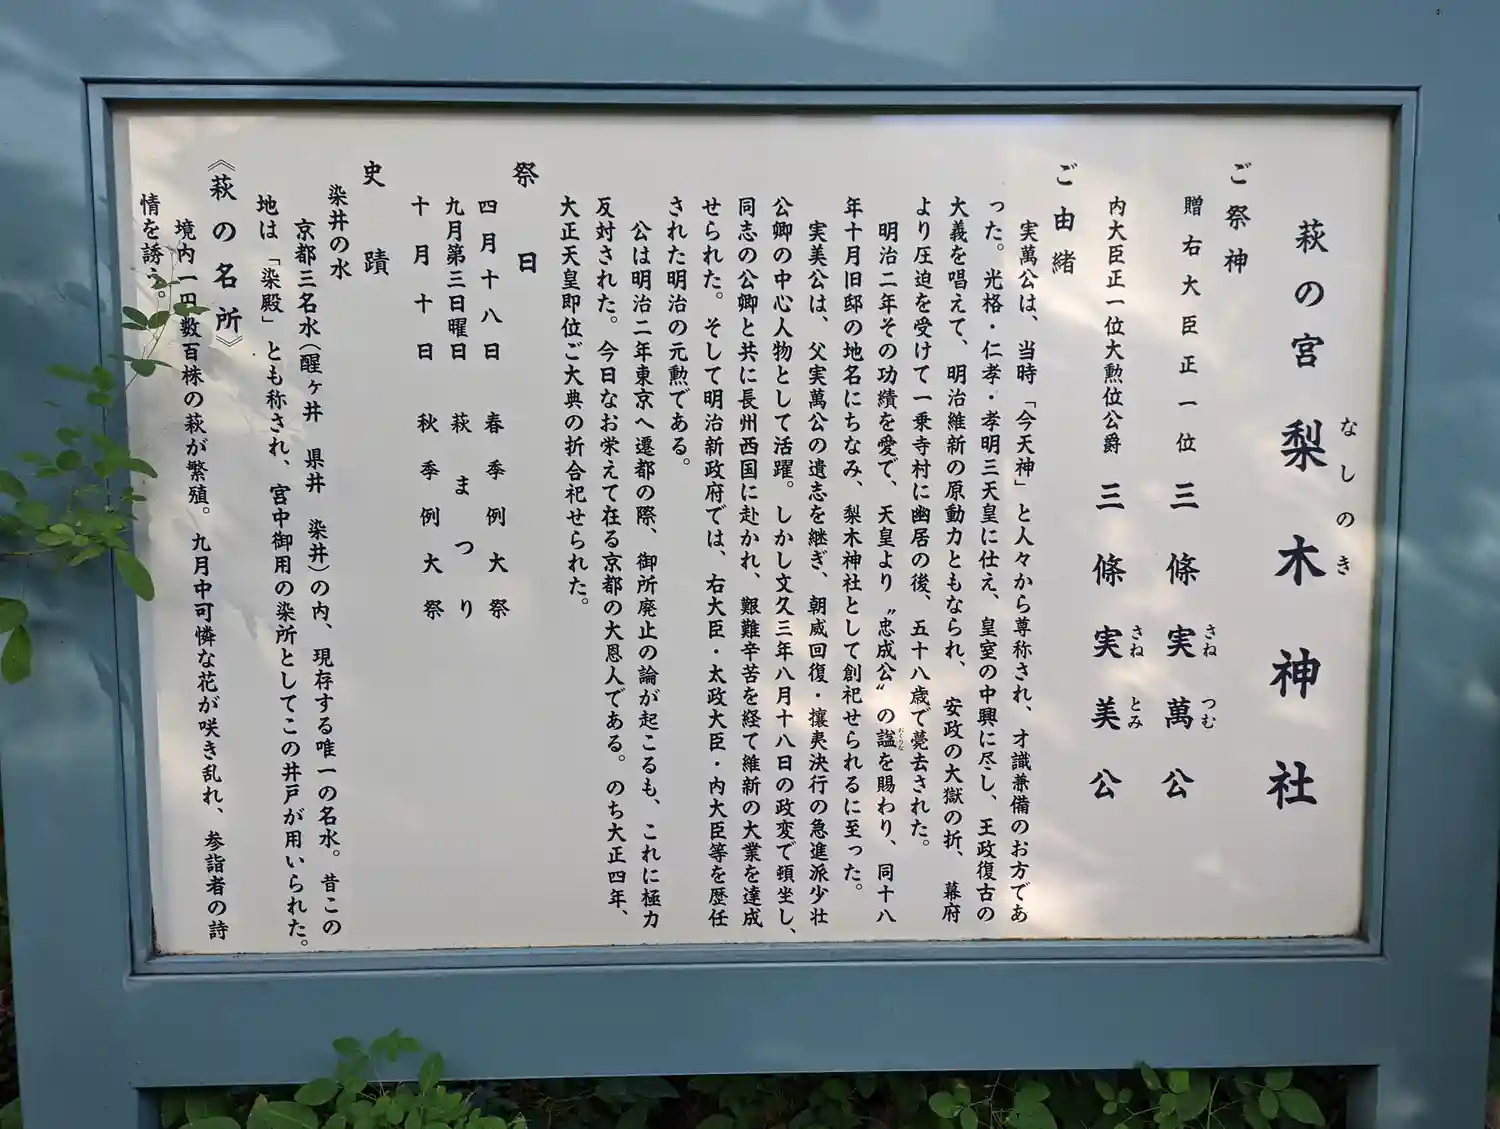 萩の宮 梨木神社
なしのき
ご祭神
贈右大臣正一位 三條実萬公
さね つむ
内大臣正一位大勲位公爵 三條実美公
さね とみ
ご由緒
実萬公は、当時「今天神」と人々から尊称され、才識兼備のお方であ
った。光格・仁孝・孝明三天皇に仕え、皇室の中興に尽し、王政復古の
大義を唱えて、明治維新の原動力ともなられ、安政の大獄の折、幕府
より圧迫を受けて一乗寺村に幽居の後、五十八歳で薨去された。
明治二年その功績を愛で、天皇より〝忠成公〟の諡を賜わり、同十八
おくりな
年十月旧邸の地名にちなみ、梨木神社として創祀せられるに至った。
実美公は、父実萬公の遺志を継ぎ、朝威回復・攘夷決行の急進派少壮
公卿の中心人物として活躍。しかし文久三年八月十八日の政変で頓坐し、
同志の公卿と共に長州西国に赴かれ、艱難辛苦を経て維新の大業を達成
せられた。そして明治新政府では、右大臣・太政大臣・内大臣等を歴任
された明治の元勲である。
公は明治二年東京へ遷都の際、御所廃止の論が起こるも、これに極力
反対された。今日なお栄えて在る京都の大恩人である。のち大正四年、
大正天皇即位ご大典の折合祀せられた。
祭日
四月十八日 春季例大祭
九月第三日曜日 萩まつり
十月十日 秋季例大祭
史蹟
染井の水
京都三名水(醒ヶ井 県井 染井)の内、現存する唯一の名水。昔この
地は「染殿」とも称され、宮中御用の染所としてこの井戸が用いられた。
《萩の名所》
境内一円数百株の萩が繁殖。九月中可憐な花が咲き乱れ、参詣者の詩
情を誘う。